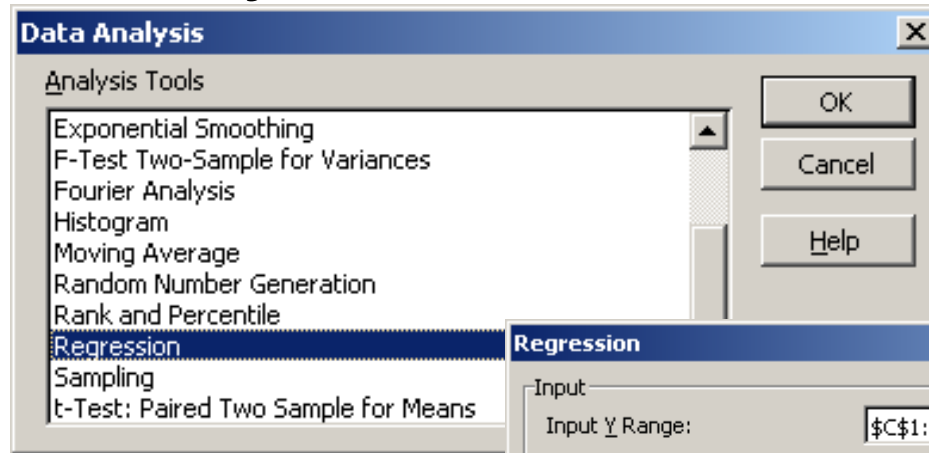 Data Analysis
Analysis Tools
OK
Exponential Smoothing
F-Test Two-Sample for Variances
Cancel
Fourier Analysis
Histogram
Moving Average
Help
Random Number Generation
Rank and Percentile
Regression
Sampling
t-Test: Paired Two Sample for Means
Regression
Input
Input Y Range:
$C$1: